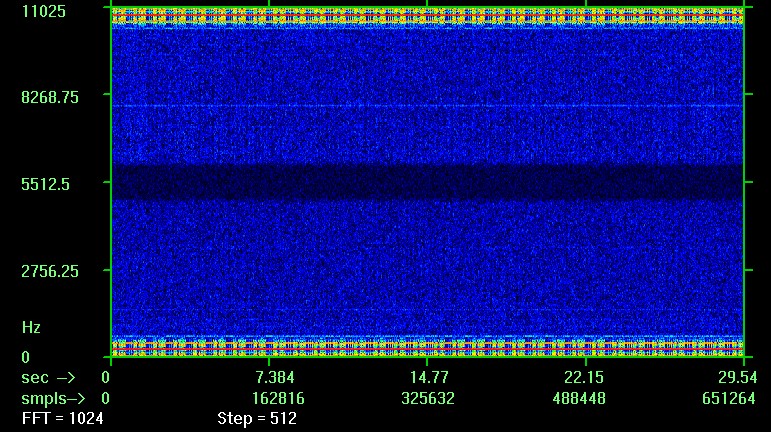 11025
8268.75
5512.5
2756.25
Hz
0
sec –> 0 7.384 14.77 22.15 29.54
smpls–> 0 162816 325632 488448 651264
FFT = 1024 Step = 512